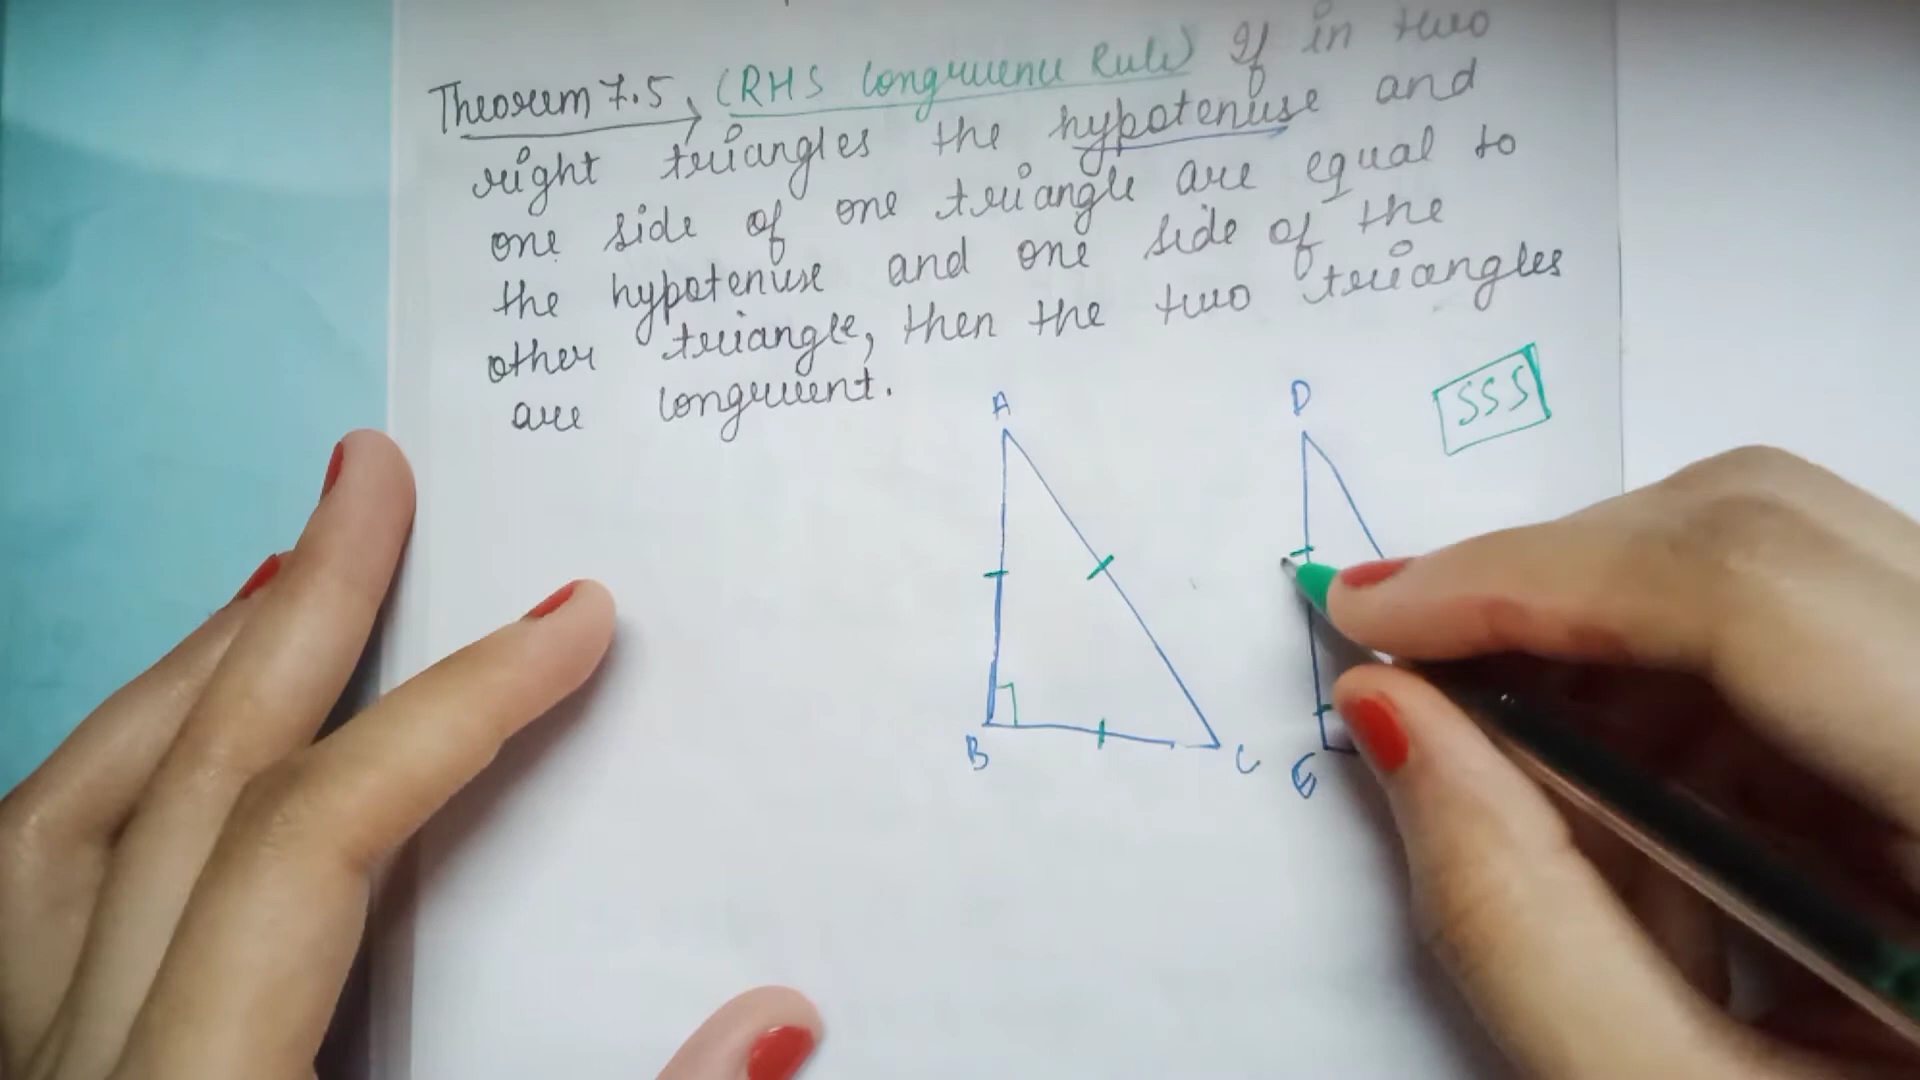 Theorem 7.5, (RHS Congruence Rule) If in two
right triangles the hypotenuse and
one side of one triangle are equal to
the hypotenuse and one side of the
other triangle, then the two triangles
are congruent.
A
D
SSS
B
C
E